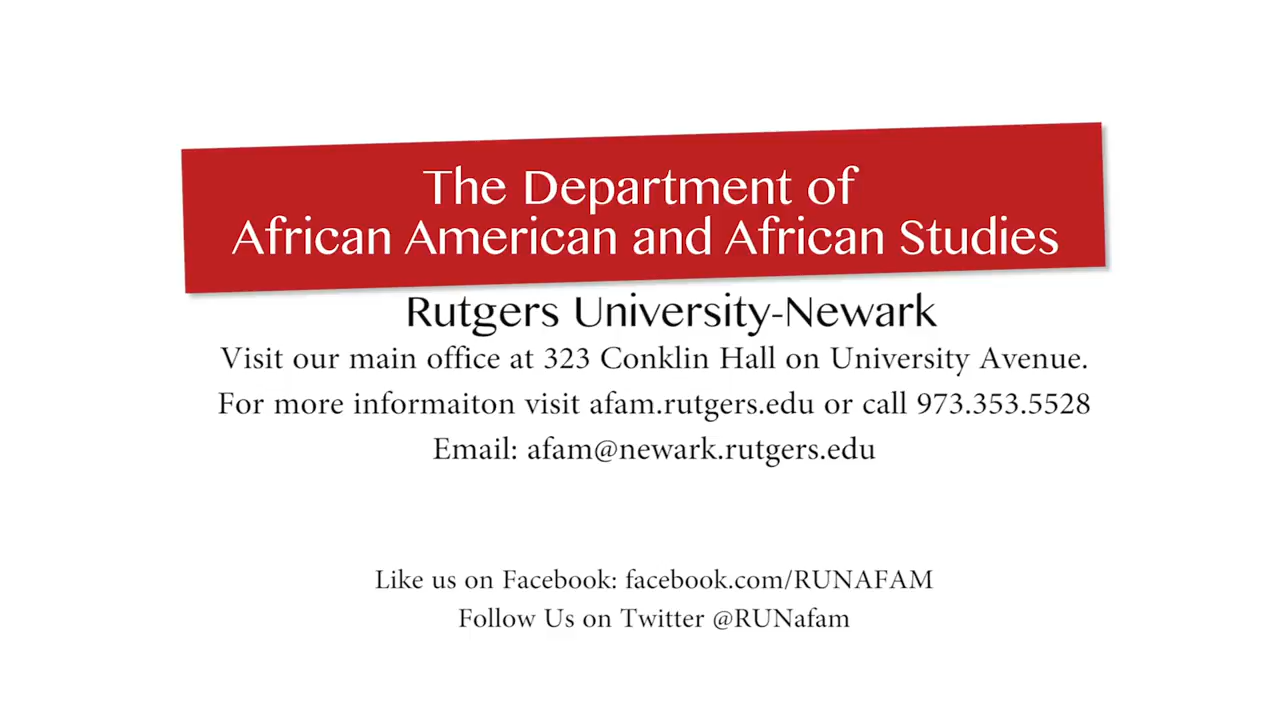 The Department of
African American and African Studies
Rutgers University-Newark
Visit our main office at 323 Conklin Hall on University Avenue.
For more informaiton visit afam.rutgers.edu or call 973.353.5528
Email: afam@newark.rutgers.edu
Like us on Facebook: facebook.com/RUNAFAM
Follow Us on Twitter @RUNafam